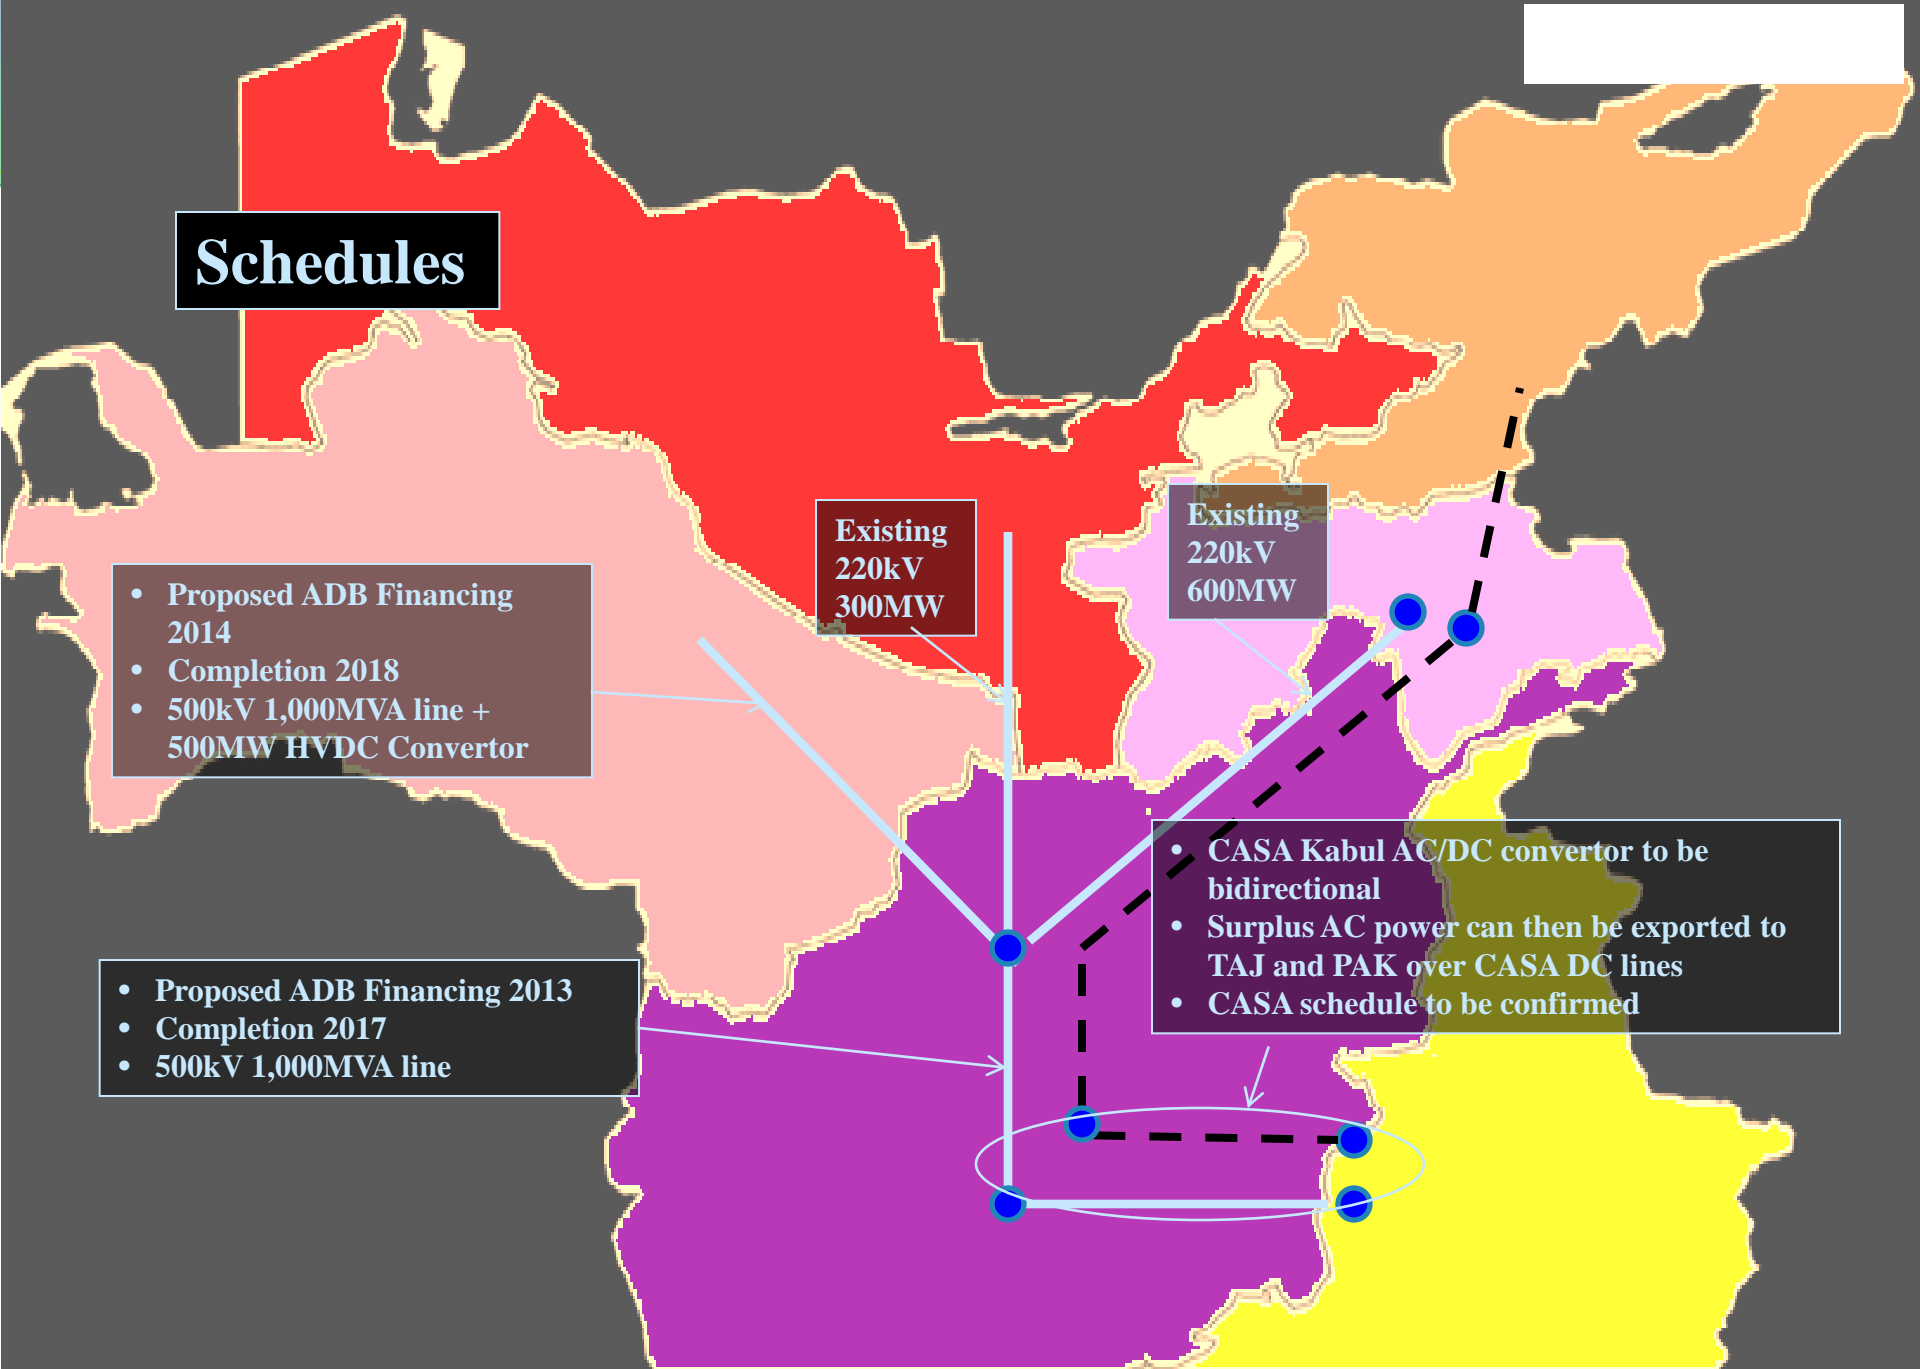 Schedules
Existing
220kV
300MW
Existing
220kV
600MW
• Proposed ADB Financing
2014
• Completion 2018
• 500kV 1,000MVA line +
500MW HVDC Convertor
• CASA Kabul AC/DC convertor to be
bidirectional
• Surplus AC power can then be exported to
TAJ and PAK over CASA DC lines
• CASA schedule to be confirmed
• Proposed ADB Financing 2013
• Completion 2017
• 500kV 1,000MVA line